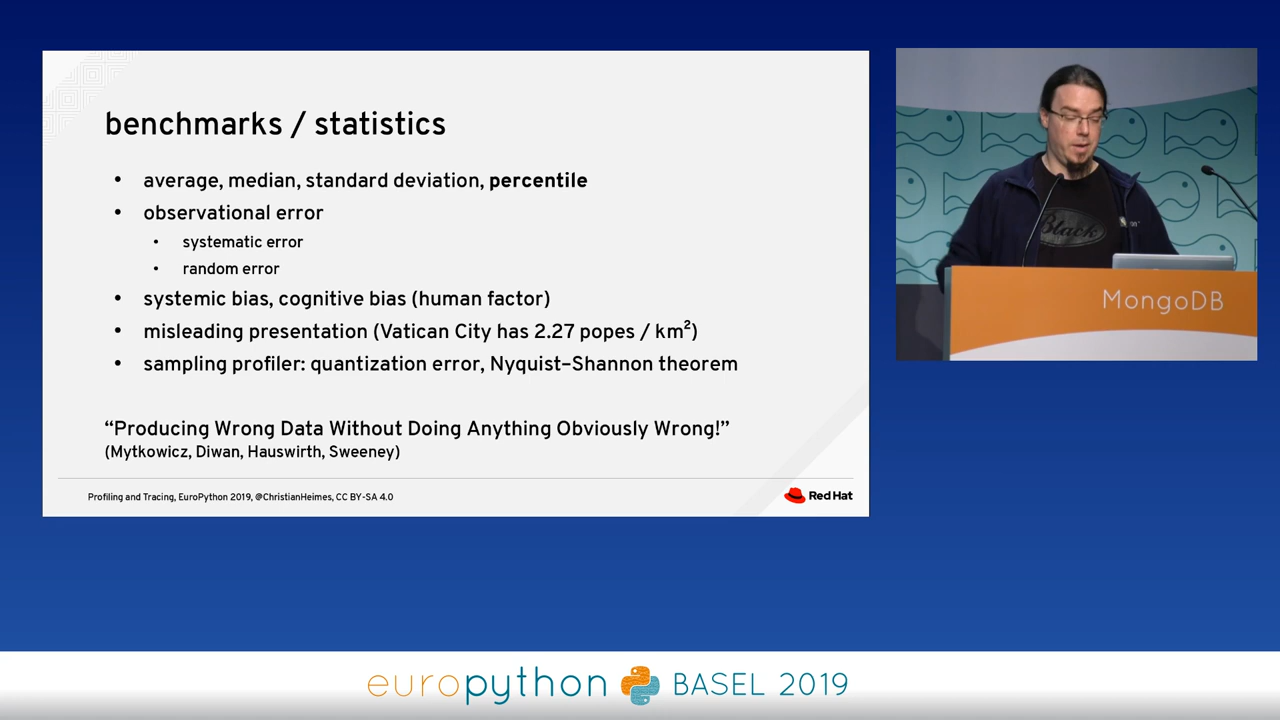 benchmarks / statistics
• average, median, standard deviation, percentile
• observational error
• systematic error
• random error
• systemic bias, cognitive bias (human factor)
• misleading presentation (Vatican City has 2.27 popes / km²)
• sampling profiler: quantization error, Nyquist–Shannon theorem
“Producing Wrong Data Without Doing Anything Obviously Wrong!”
(Mytkowicz, Diwan, Hauswirth, Sweeney)
Profiling and Tracing, EuroPython 2019, @ChristianHeimes, CC BY-SA 4.0
Red Hat
Black
MongoDB
europython BASEL 2019